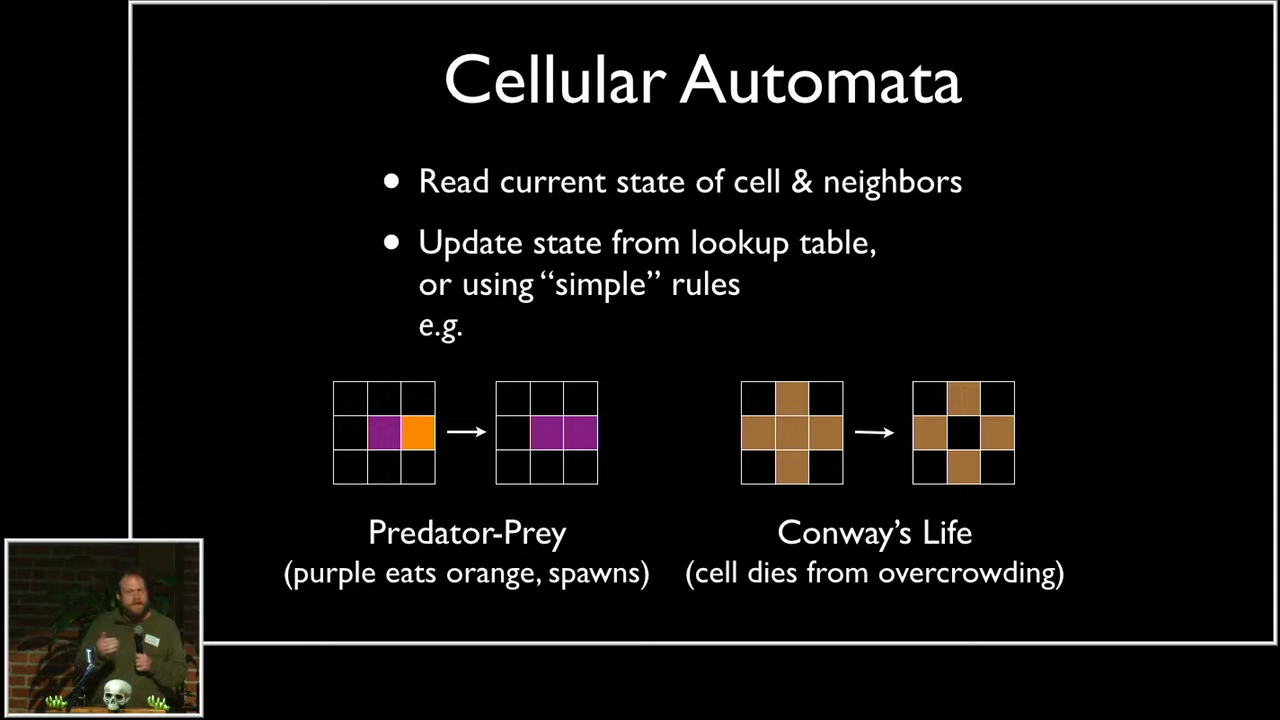 Cellular Automata
• Read current state of cell & neighbors
• Update state from lookup table,
or using “simple” rules
e.g.
Predator-Prey
(purple eats orange, spawns)
Conway’s Life
(cell dies from overcrowding)